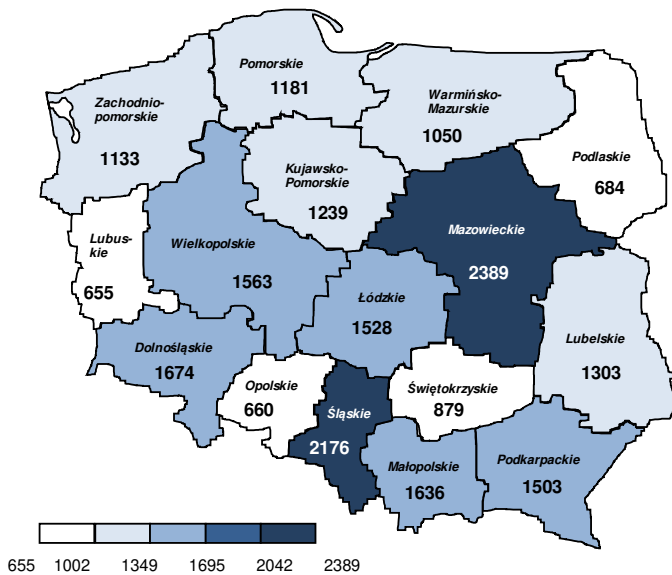 Pomorskie
1181
Zachodnio-
pomorskie
1133
Warmińsko-
Mazurskie
1050
Podlaskie
684
Kujawsko-
Pomorskie
1239
Lubus-
kie
655
Wielkopolskie
1563
Mazowieckie
2389
Łódzkie
1528
Dolnośląskie
1674
Lubelskie
1303
Opolskie
660
Śląskie
2176
Świętokrzyskie
879
Małopolskie
1636
Podkarpackie
1503
655 1002 1349 1695 2042 2389